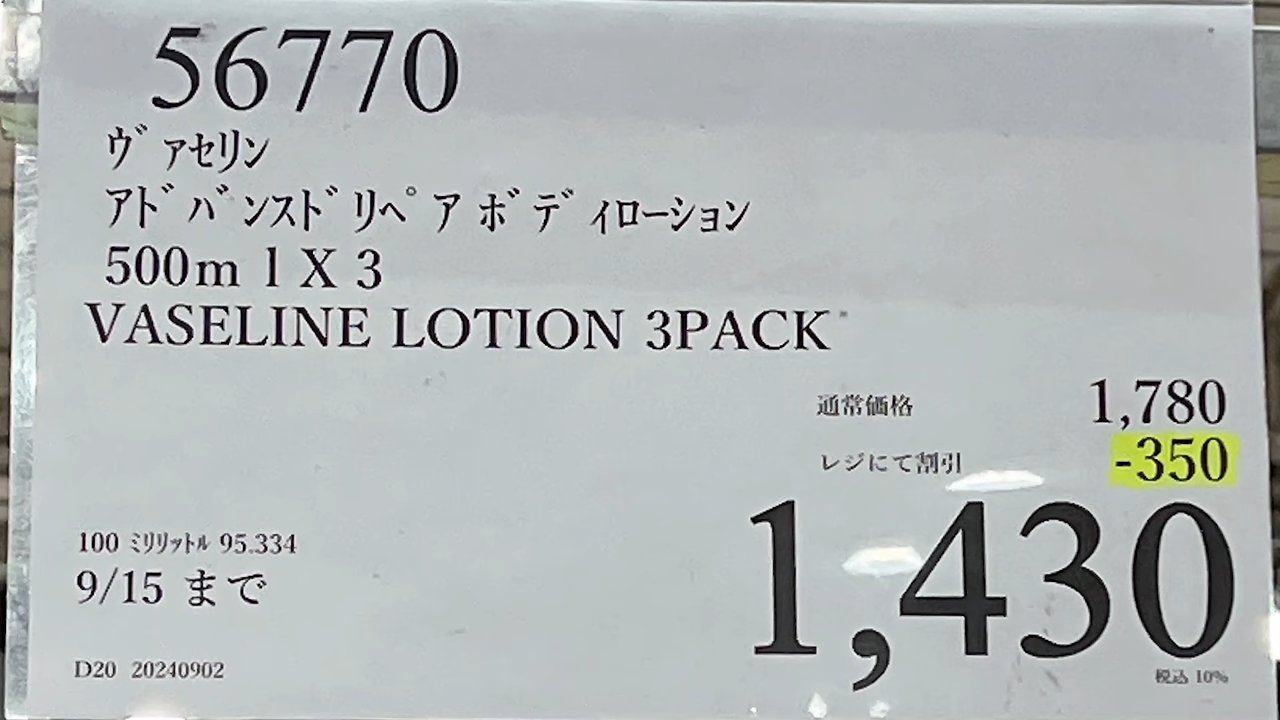 56770
ｳﾞｧｾﾘﾝ
ｱﾄﾞﾊﾞﾝｽﾄﾞﾘﾍﾟｱ ﾎﾞﾃﾞｨﾛｰｼｮﾝ
500ml X 3
VASELINE LOTION 3PACK
通常価格 1,780
レジにて割引 -350
1,430
100 ﾐﾘﾘｯﾄﾙ 95.334
9/15 まで
D20 20240902
税込 10%